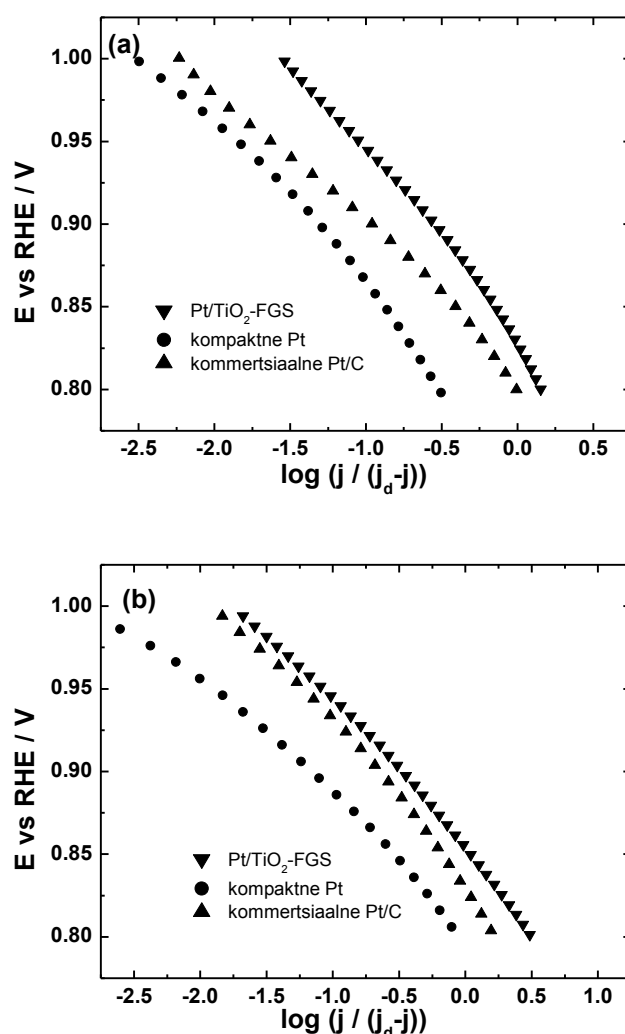 (a)
1.00
0.95
0.90
0.85
0.80
E vs RHE / V
▼ Pt/TiO₂-FGS
● kompaktne Pt
▲ kommertsiaalne Pt/C
-2.5 -2.0 -1.5 -1.0 -0.5 0.0 0.5
log (j / (j_d-j))
(b)
1.00
0.95
0.90
0.85
0.80
E vs RHE / V
▼ Pt/TiO₂-FGS
● kompaktne Pt
▲ kommertsiaalne Pt/C
-2.5 -2.0 -1.5 -1.0 -0.5 0.0 0.5 1.0
log (j / (j_d-j))